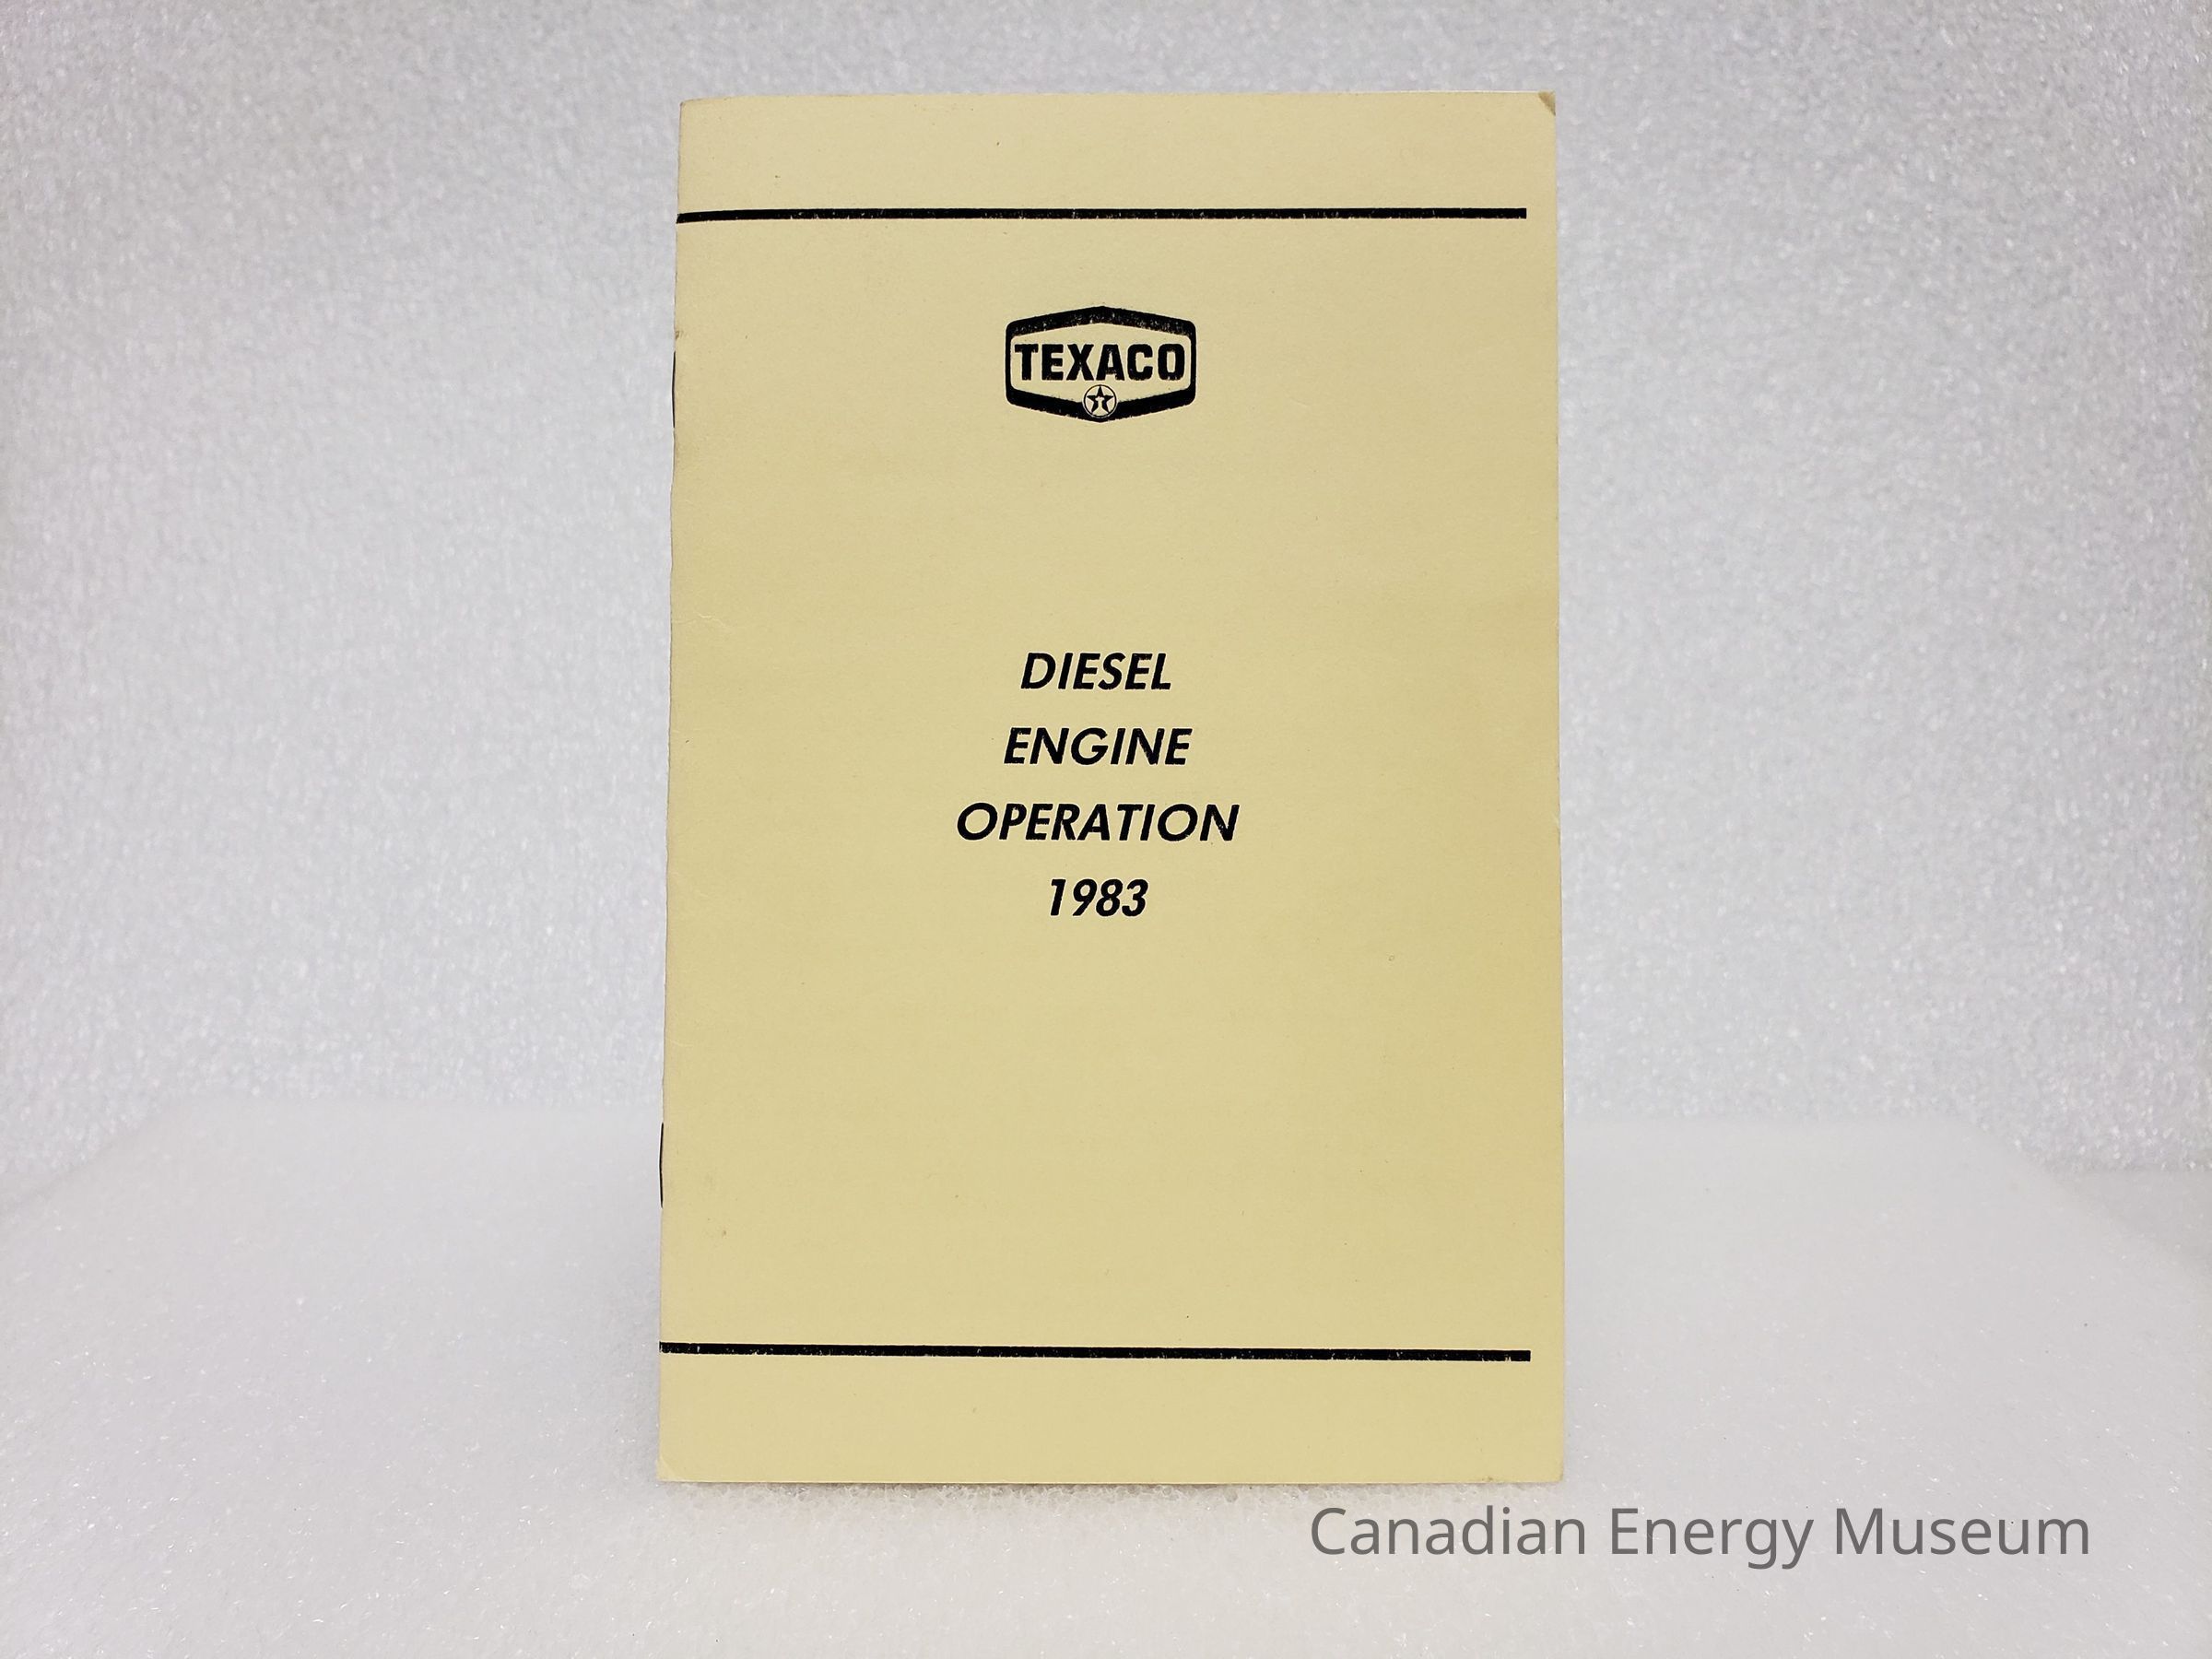 TEXACO
T
DIESEL
ENGINE
OPERATION
1983
Canadian Energy Museum